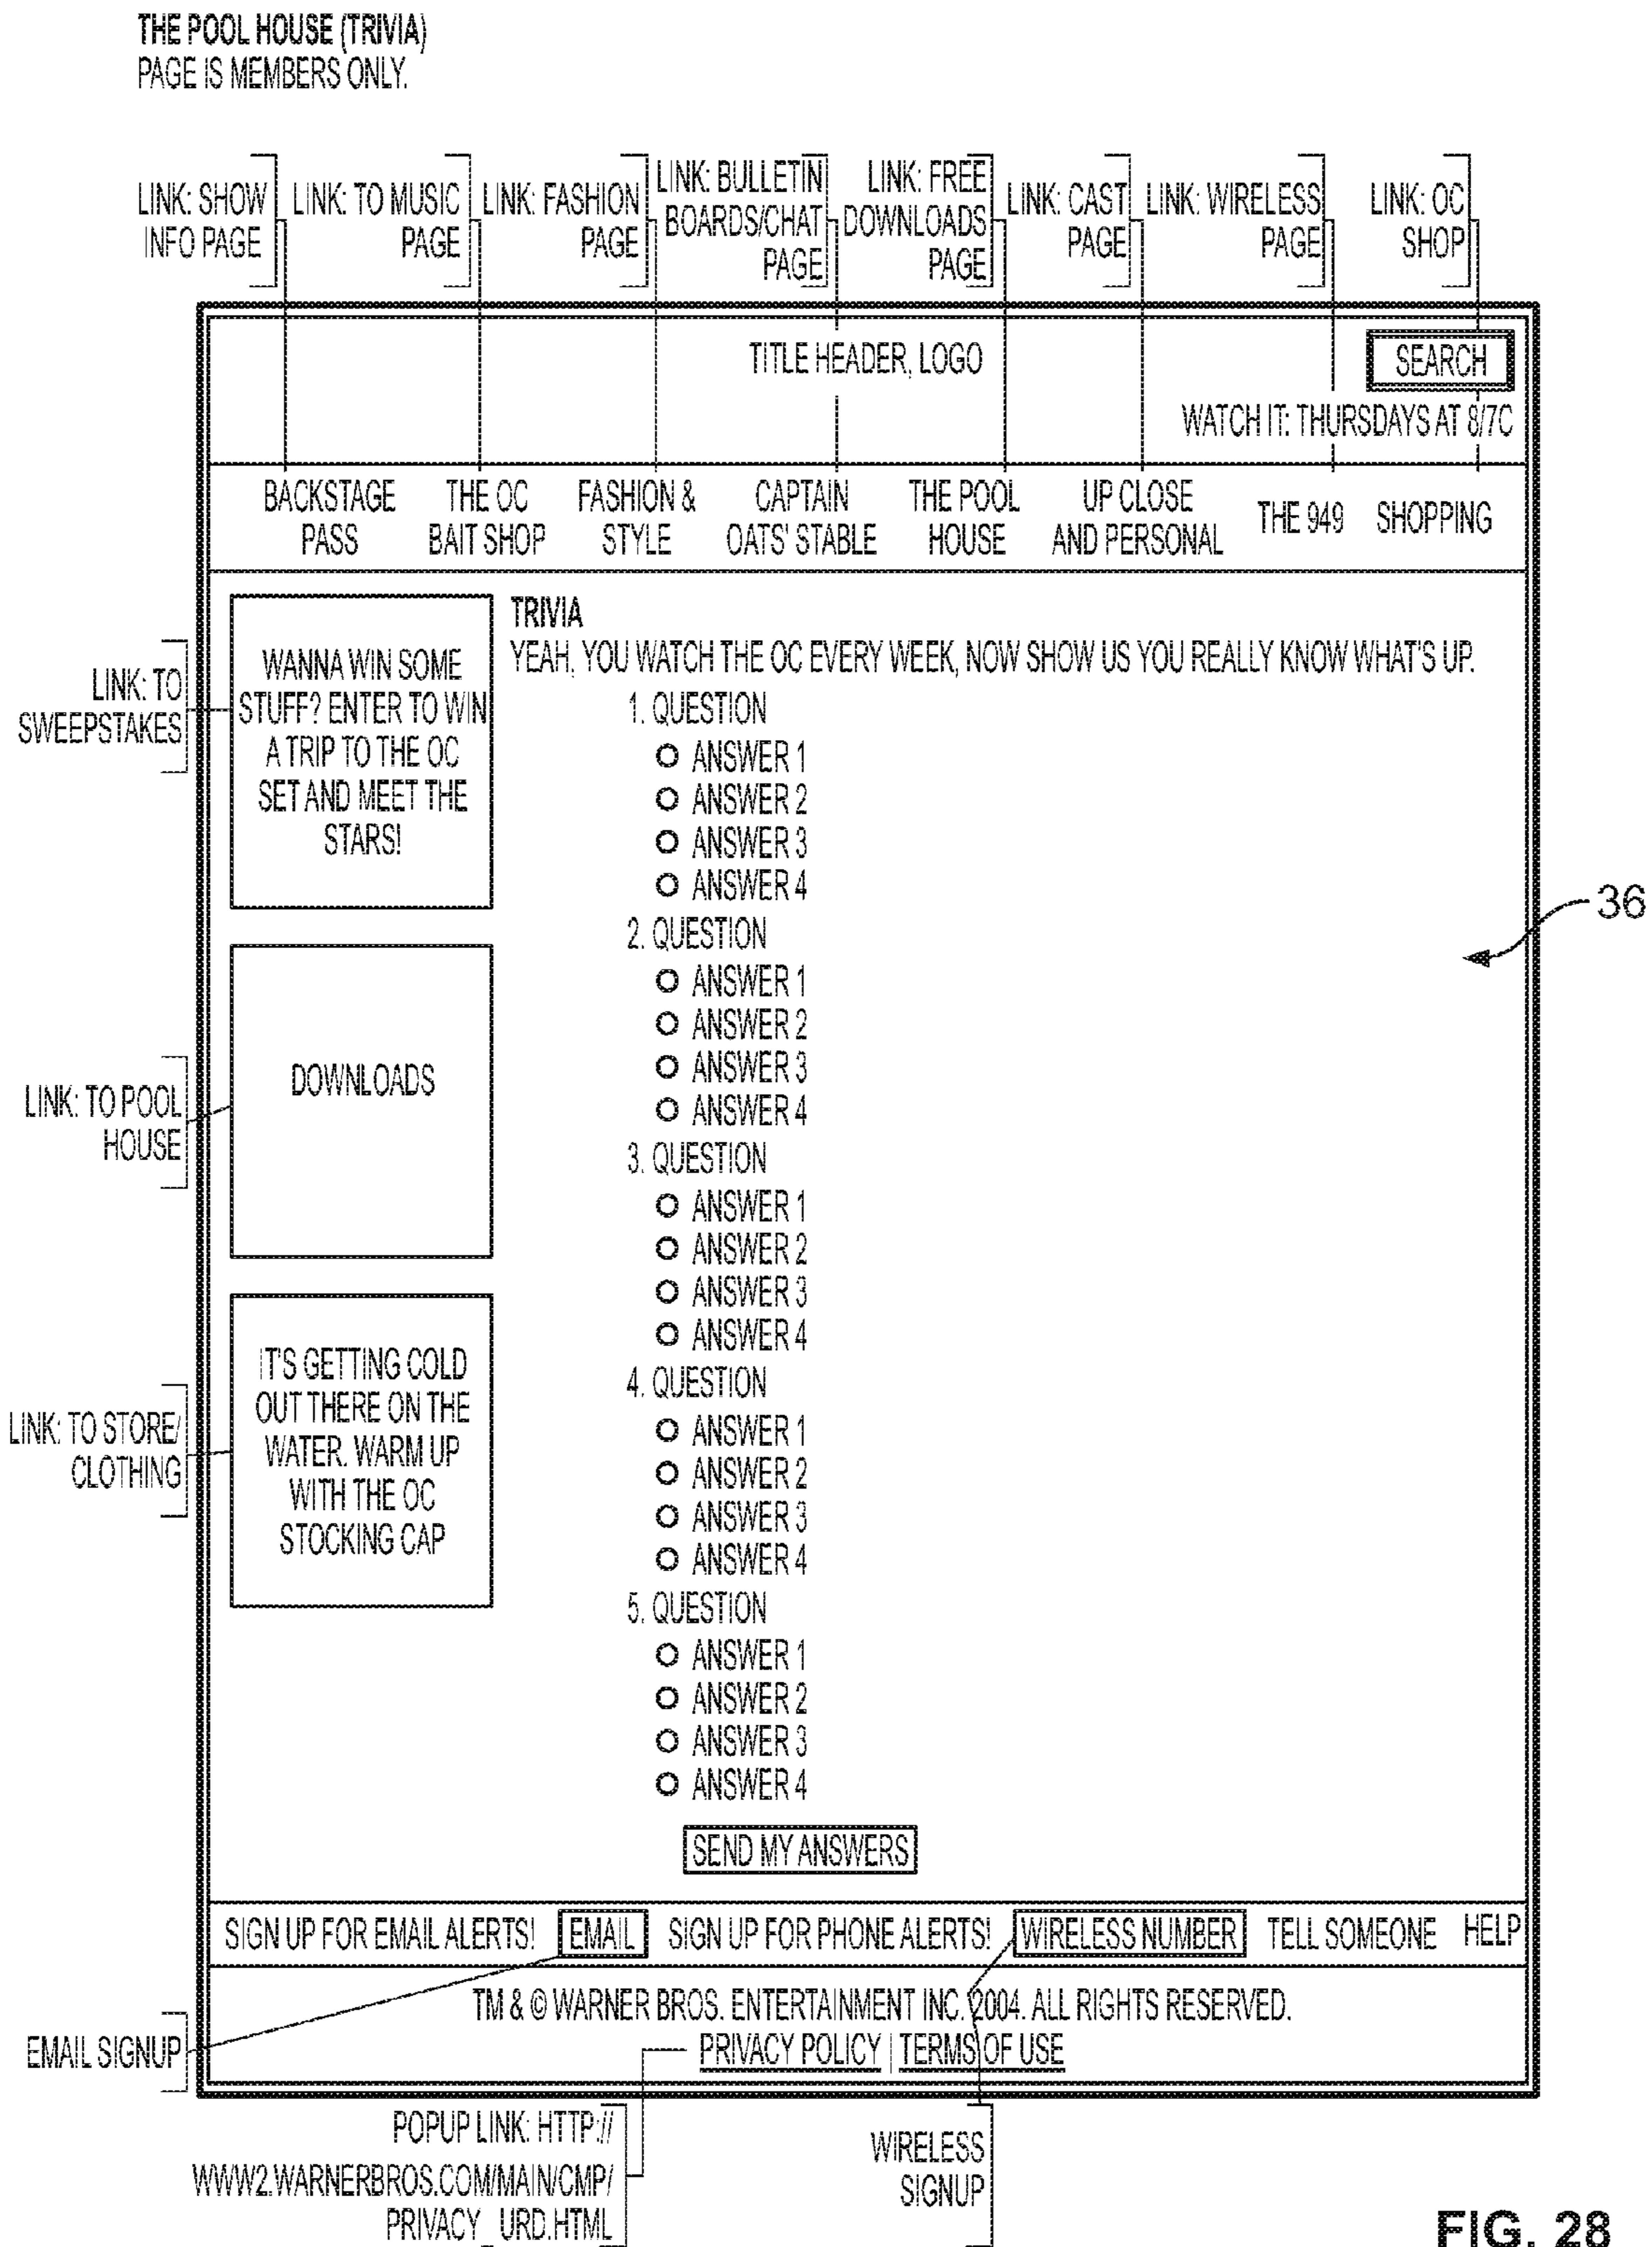 THE POOL HOUSE (TRIVIA)
PAGE IS MEMBERS ONLY.
LINK: SHOW
INFO PAGE
LINK: TO MUSIC
PAGE
LINK: FASHION
PAGE
LINK: BULLETIN
BOARDS/CHAT
PAGE
LINK: FREE
DOWNLOADS
PAGE
LINK: CAST
PAGE
LINK: WIRELESS
PAGE
LINK: OC
SHOP
TITLE HEADER, LOGO
SEARCH
WATCH IT: THURSDAYS AT 8/7C
BACKSTAGE
PASS
THE OC
BAIT SHOP
FASHION &
STYLE
CAPTAIN
OATS' STABLE
THE POOL
HOUSE
UP CLOSE
AND PERSONAL
THE 949
SHOPPING
LINK: TO
SWEEPSTAKES
WANNA WIN SOME
STUFF? ENTER TO WIN
A TRIP TO THE OC
SET AND MEET THE
STARS!
LINK: TO POOL
HOUSE
DOWNLOADS
LINK: TO STORE/
CLOTHING
IT'S GETTING COLD
OUT THERE ON THE
WATER. WARM UP
WITH THE OC
STOCKING CAP
TRIVIA
YEAH, YOU WATCH THE OC EVERY WEEK, NOW SHOW US YOU REALLY KNOW WHAT'S UP.
1. QUESTION
ANSWER 1
ANSWER 2
ANSWER 3
ANSWER 4
2. QUESTION
ANSWER 1
ANSWER 2
ANSWER 3
ANSWER 4
3. QUESTION
ANSWER 1
ANSWER 2
ANSWER 3
ANSWER 4
4. QUESTION
ANSWER 1
ANSWER 2
ANSWER 3
ANSWER 4
5. QUESTION
ANSWER 1
ANSWER 2
ANSWER 3
ANSWER 4
SEND MY ANSWERS
36
SIGN UP FOR EMAIL ALERTS! EMAIL SIGN UP FOR PHONE ALERTS! WIRELESS NUMBER TELL SOMEONE HELP
TM & © WARNER BROS. ENTERTAINMENT INC. 2004. ALL RIGHTS RESERVED.
PRIVACY POLICY | TERMS OF USE
EMAIL SIGNUP
POPUP LINK: HTTP://
WWW2.WARNERBROS.COM/MAIN/CMP/
PRIVACY_URD.HTML
WIRELESS
SIGNUP
FIG. 28